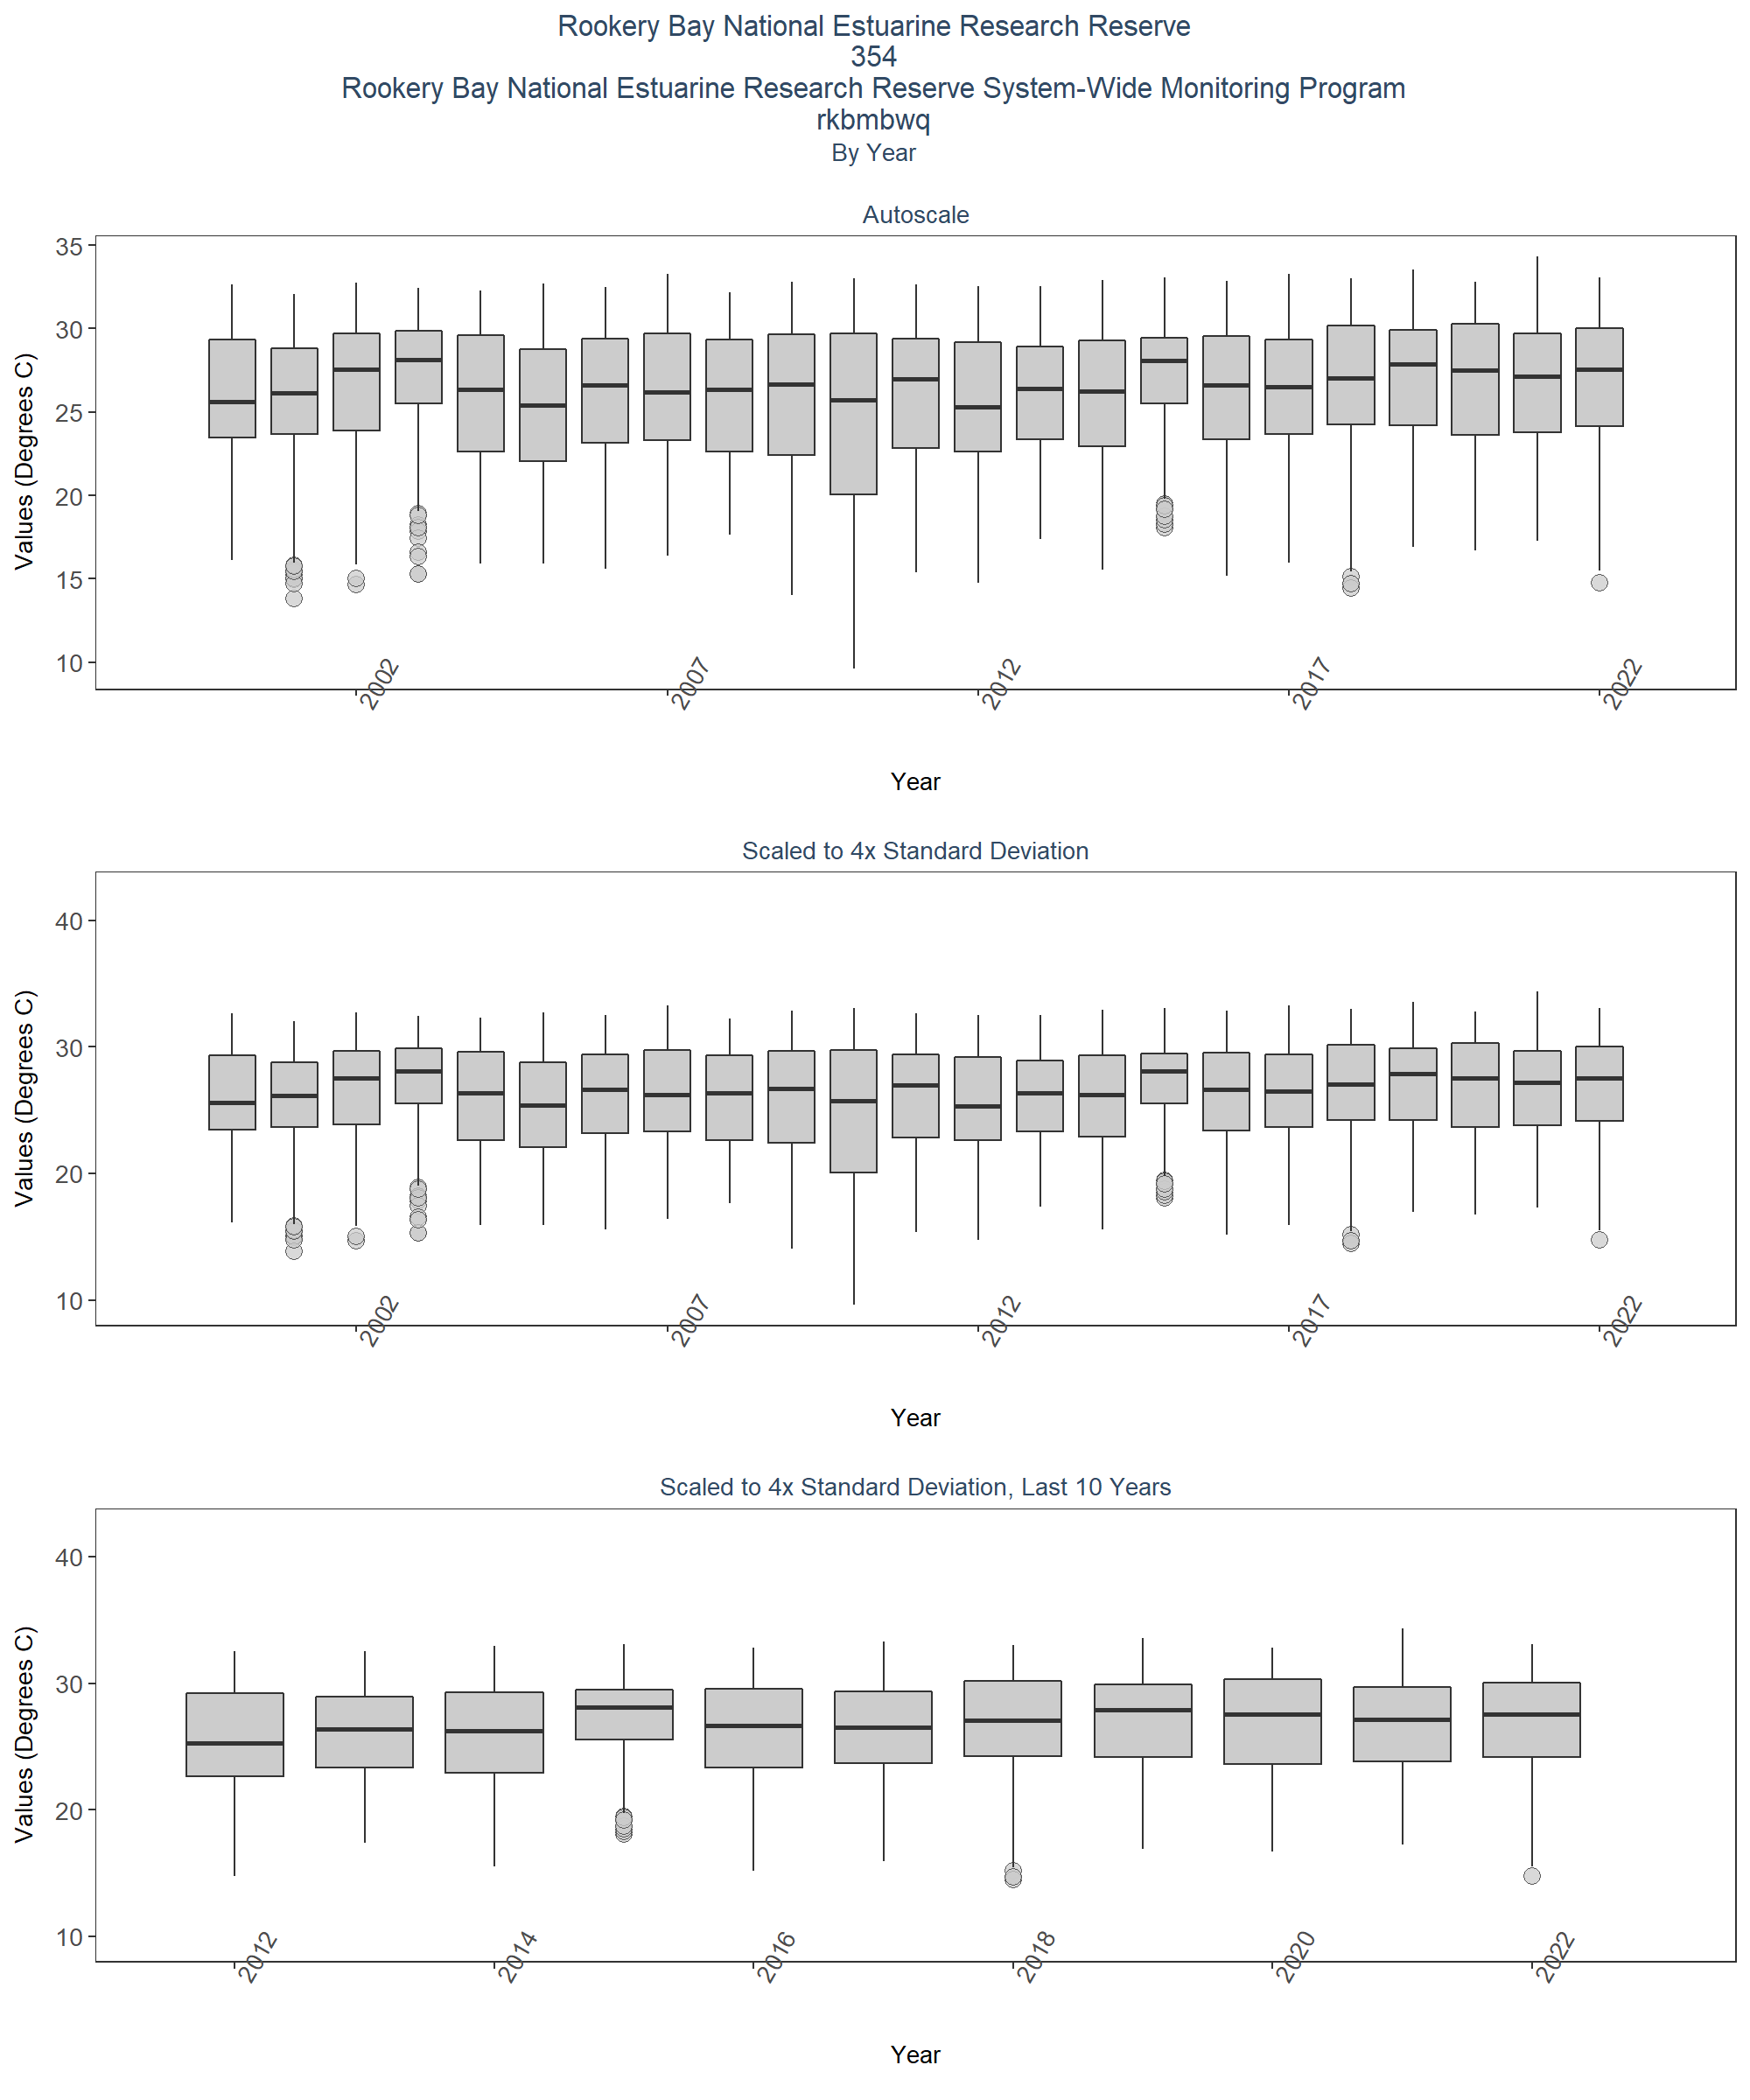 Rookery Bay National Estuarine Research Reserve
354
Rookery Bay National Estuarine Research Reserve System-Wide Monitoring Program
rkbmbwq
By Year
Autoscale
Values (Degrees C)
35
30
25
20
15
10
2002 2007 2012 2017 2022
Year
Scaled to 4x Standard Deviation
Values (Degrees C)
40
30
20
10
2002 2007 2012 2017 2022
Year
Scaled to 4x Standard Deviation, Last 10 Years
Values (Degrees C)
40
30
20
10
2012 2014 2016 2018 2020 2022
Year